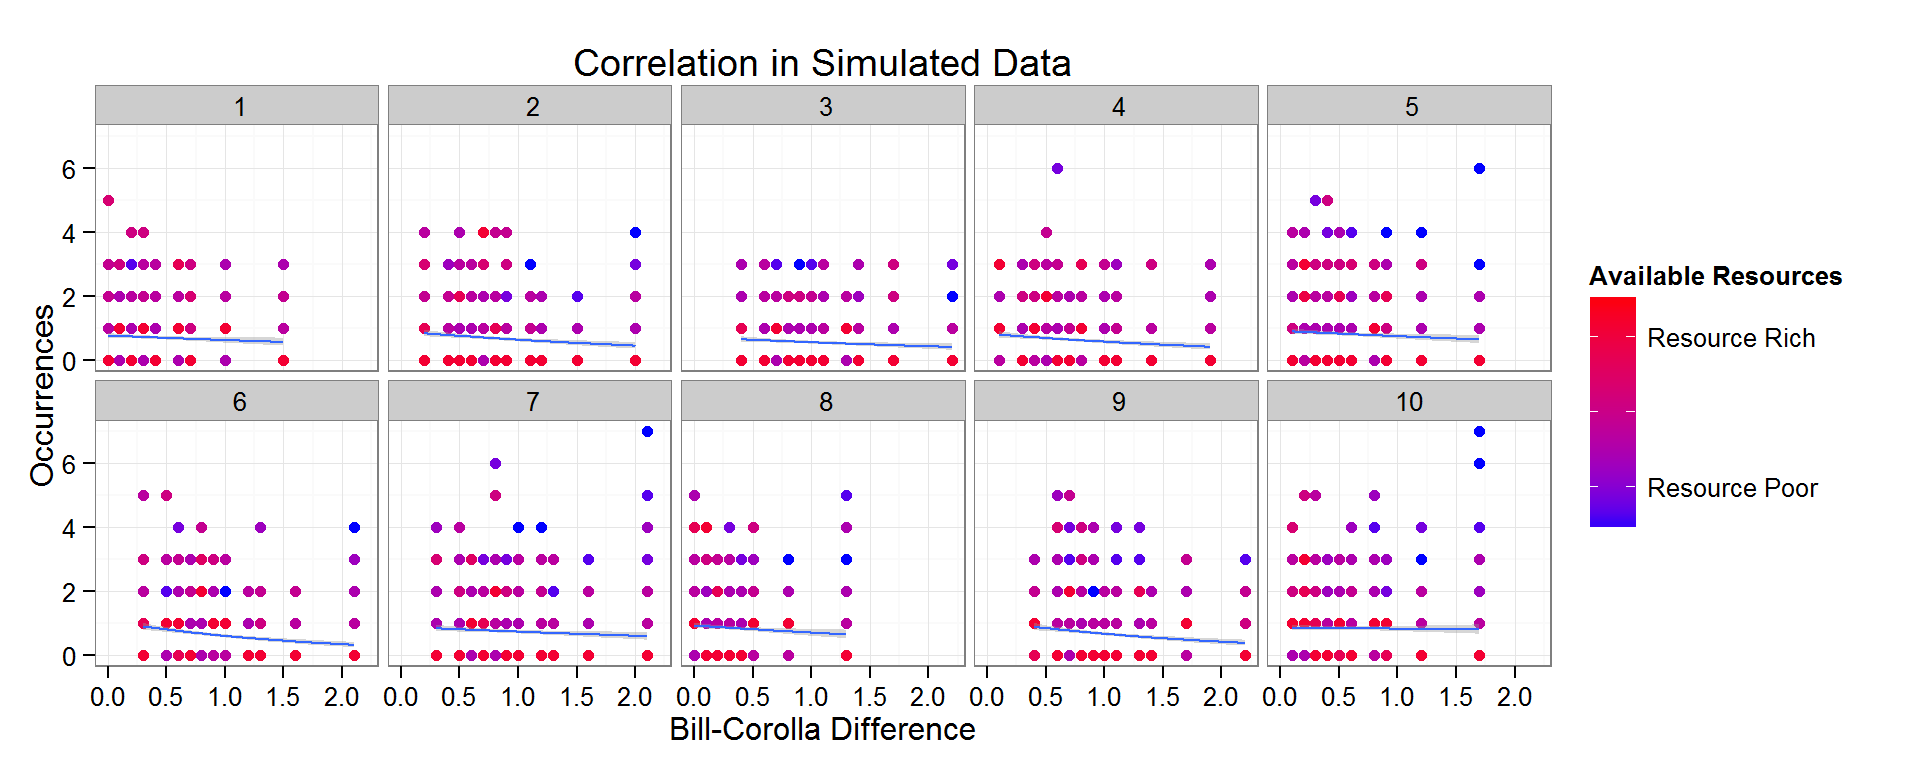 Correlation in Simulated Data
1 2 3 4 5
6
4
2
0
6 7 8 9 10
6
4
2
0
0.0 0.5 1.0 1.5 2.0 0.0 0.5 1.0 1.5 2.0 0.0 0.5 1.0 1.5 2.0 0.0 0.5 1.0 1.5 2.0 0.0 0.5 1.0 1.5 2.0
Occurrences
Bill-Corolla Difference
Available Resources
Resource Rich
Resource Poor